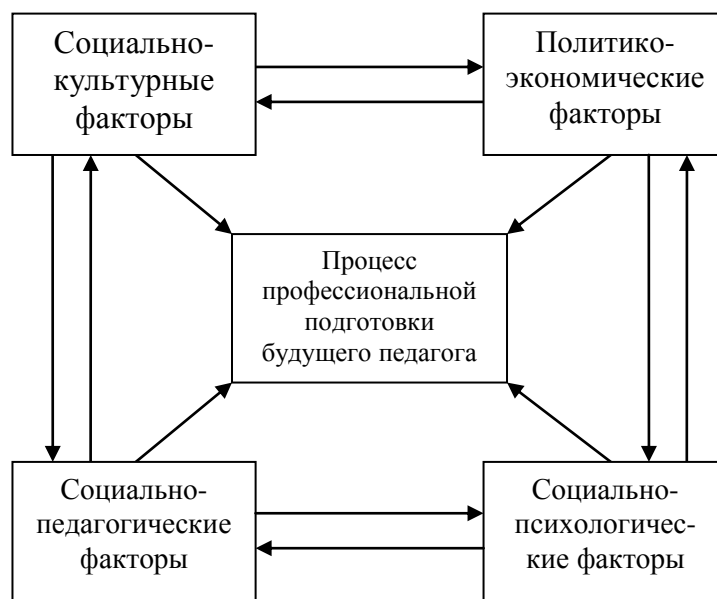 Социально-
культурные
факторы
Политико-
экономические
факторы
Процесс
профессиональной
подготовки
будущего педагога
Социально-
педагогические
факторы
Социально-
психологичес-
кие факторы